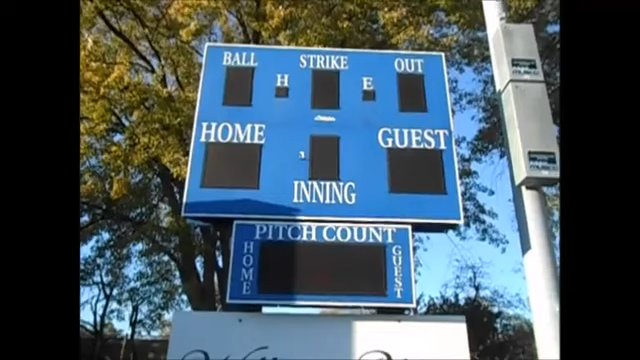 BALL STRIKE OUT
H E
HOME GUEST
INNING
PITCH COUNT
HOME GUEST